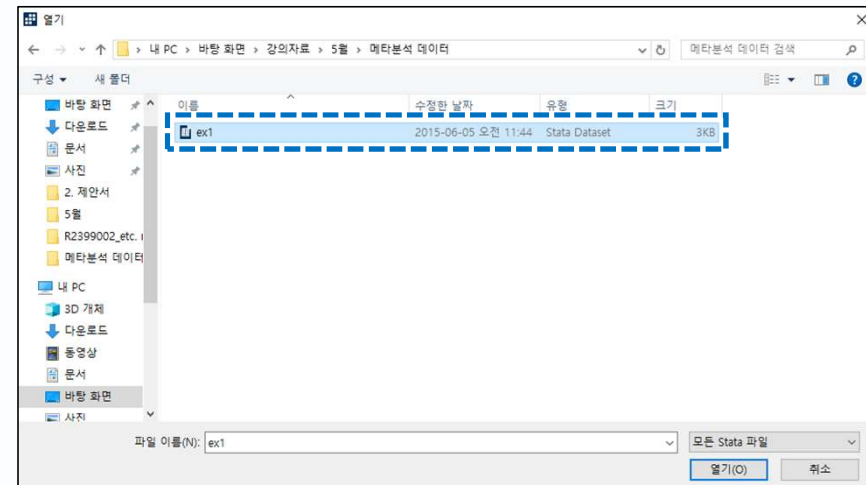 열기
내 PC > 바탕 화면 > 강의자료 > 5월 > 메타분석 데이터
메타분석 데이터 검색
구성
새 폴더
바탕 화면
이름
수정한 날짜
유형
크기
다운로드
ex1
2015-06-05 오전 11:44
Stata Dataset
3KB
문서
사진
2. 제안서
5월
R2399002_etc. r
메타분석 데이터
내 PC
3D 개체
다운로드
동영상
문서
바탕 화면
사진
파일 이름(N):
ex1
모든 Stata 파일
열기(O)
취소